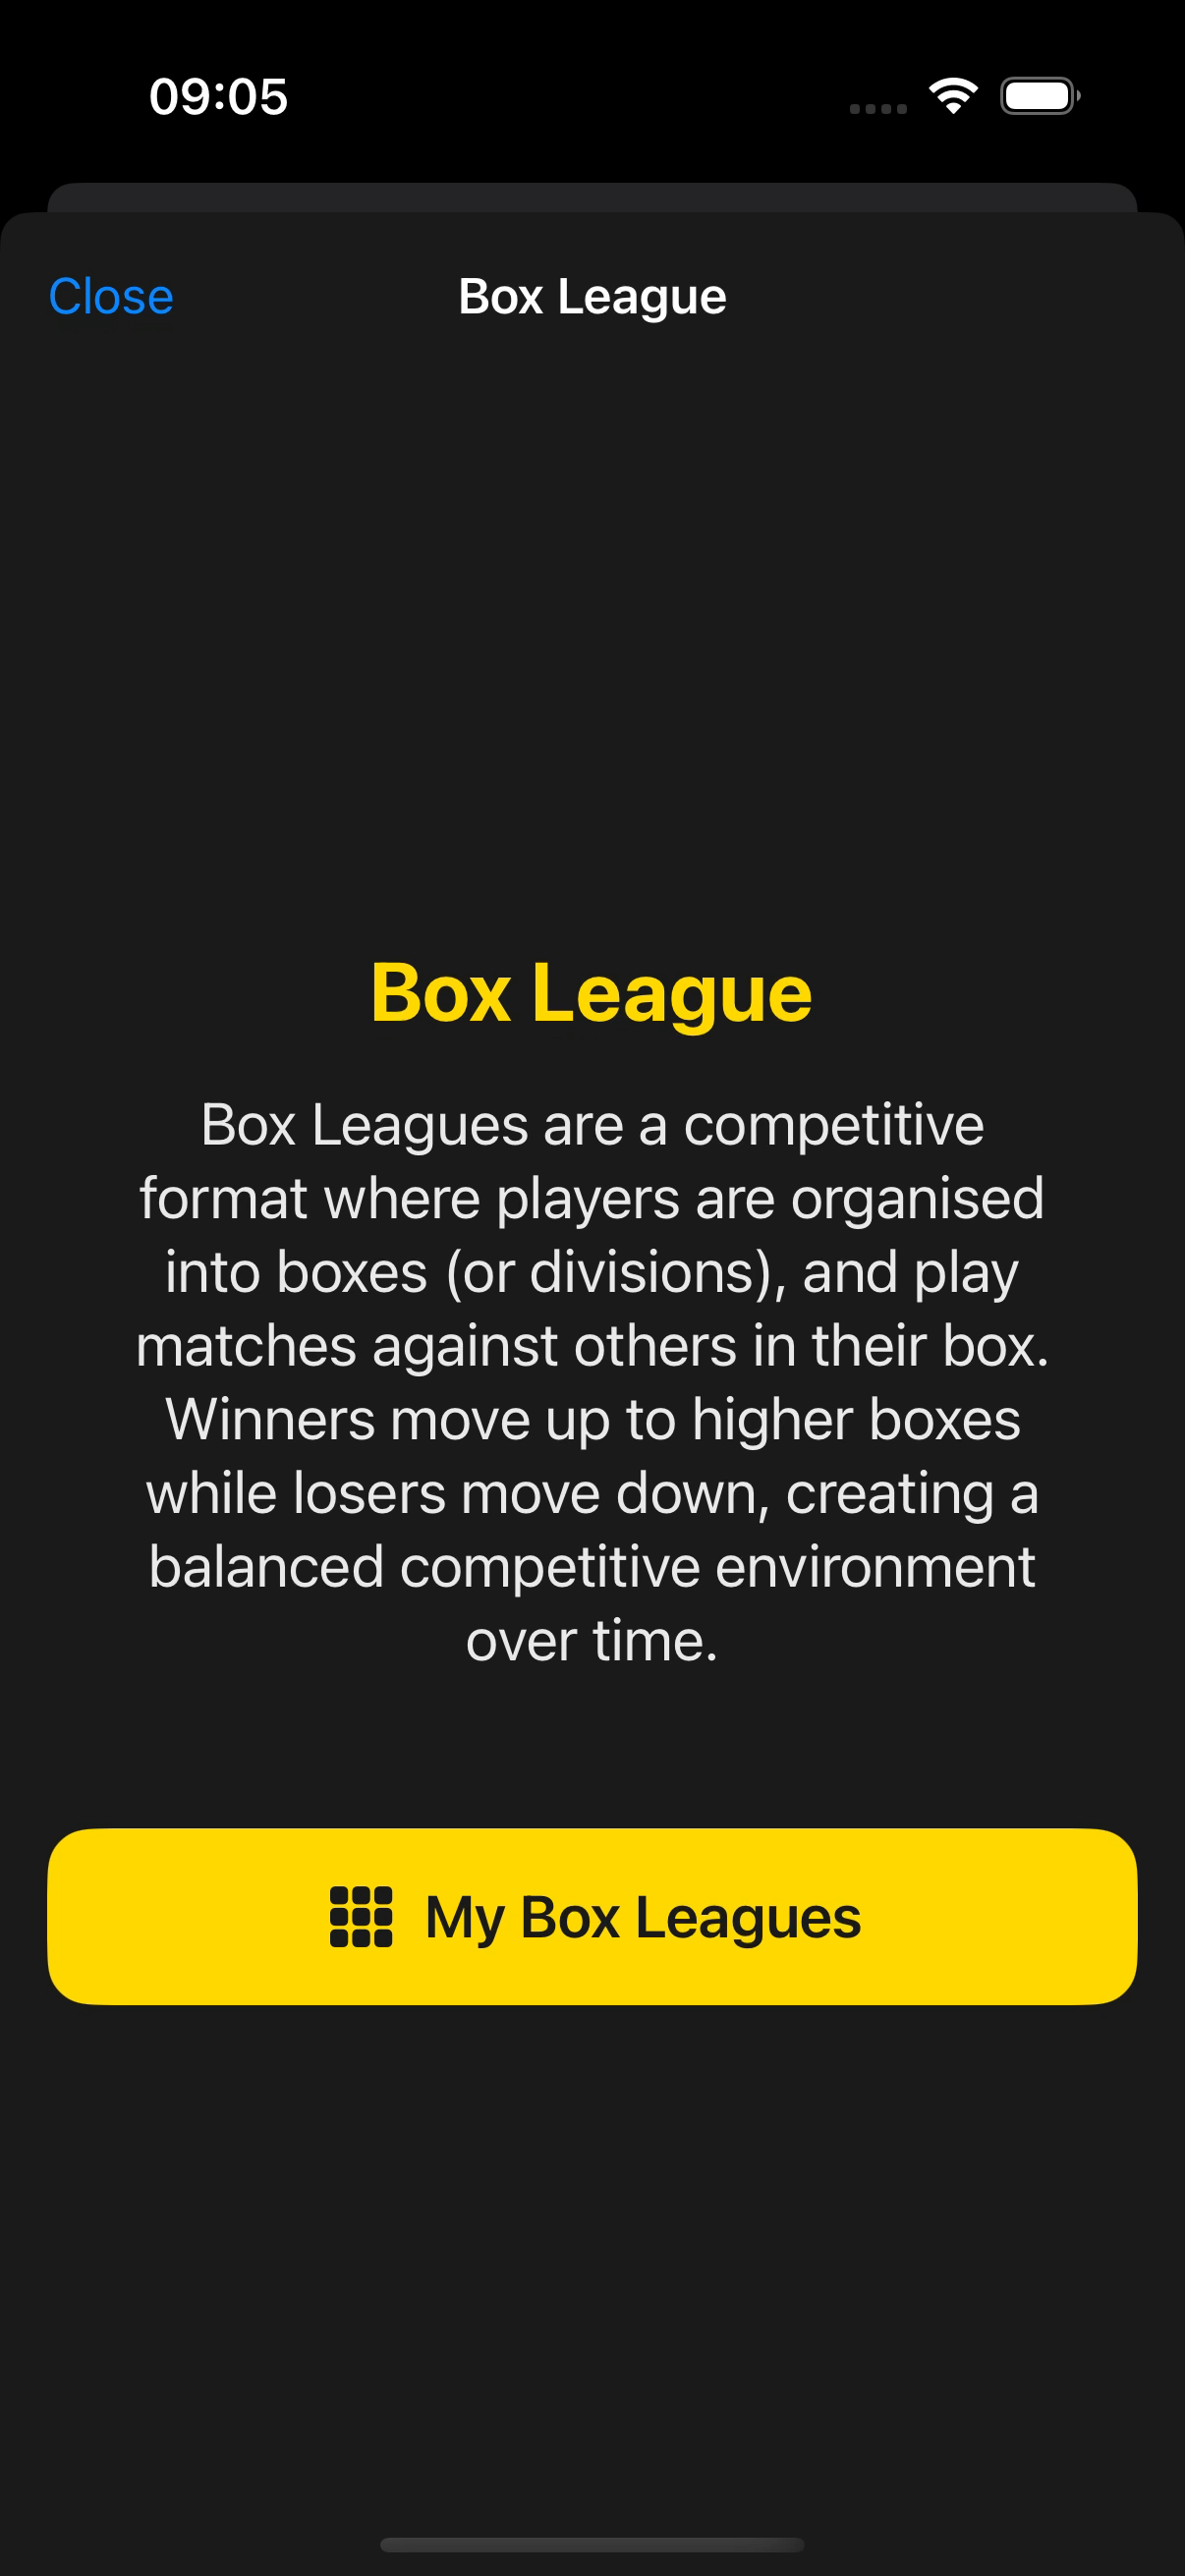 09:05
Close
Box League
Box League
Box Leagues are a competitive
format where players are organised
into boxes (or divisions), and play
matches against others in their box.
Winners move up to higher boxes
while losers move down, creating a
balanced competitive environment
over time.
My Box Leagues